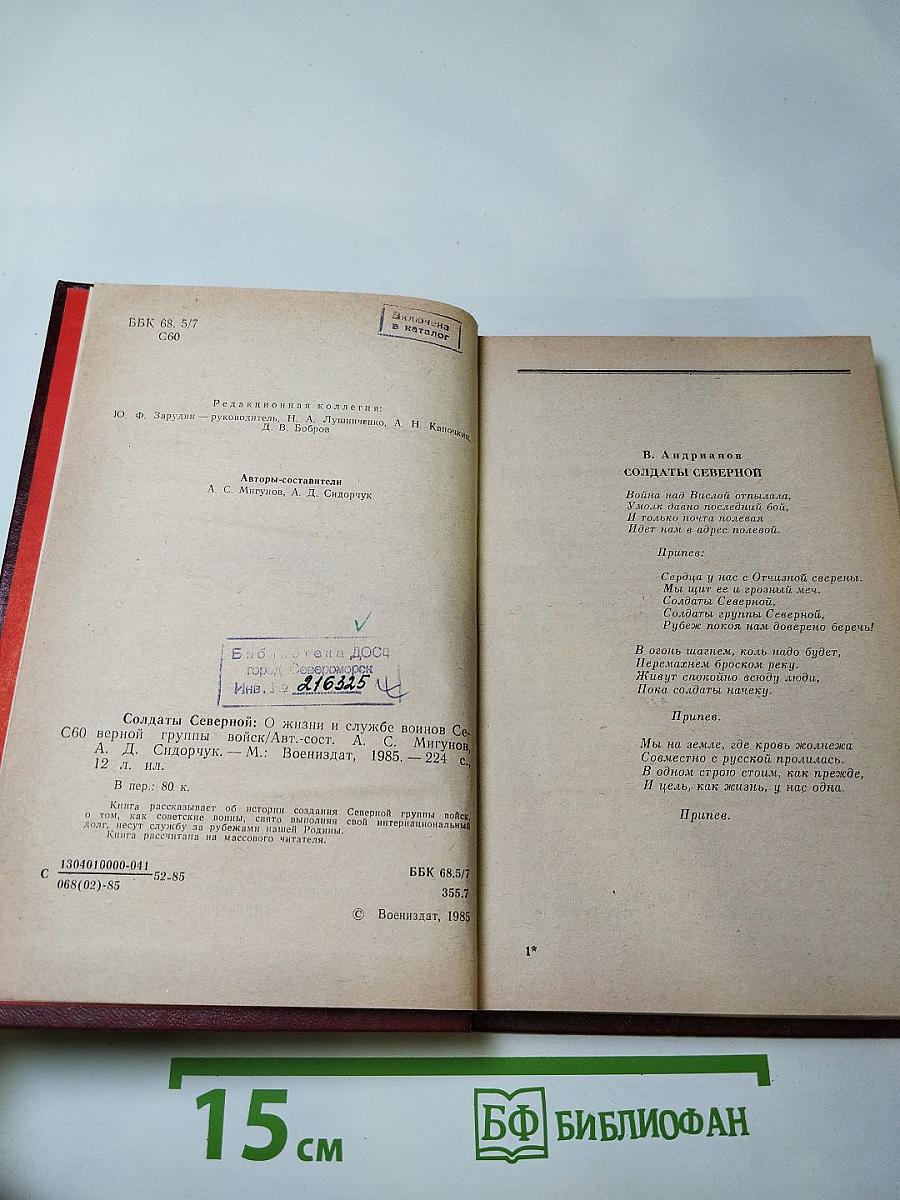 ББК 68. 5/7
С60
Включена
в каталог
Редакционная коллегия:
Ю. Ф. Зарудин — руководитель, Н. А. Лушниченко, А. Н. Капочкин,
Д. В. Бобров
Авторы-составители
А. С. Мигунов, А. Д. Сидорчук
Библиотека ДОСф
город Североморск
Инв. № 216325
Солдаты Северной: О жизни и службе воинов Се-
С60 верной группы войск/Авт.-сост. А. С. Мигунов,
А. Д. Сидорчук. — М.: Воениздат, 1985. — 224 с.,
12 л. ил.
В пер.: 80 к.
Книга рассказывает об истории создания Северной группы войск,
о том, как советские воины, свято выполняя свой интернациональный
долг, несут службу за рубежами нашей Родины.
Книга рассчитана на массового читателя.
С 1304010000-041
068(02)-85
52-85
ББК 68.5/7
355.7
© Воениздат, 1985
В. Андрианов
СОЛДАТЫ СЕВЕРНОЙ
Война над Вислой отпылала,
Умолк давно последний бой,
И только почта полевая
Идет нам в адрес полевой.
Припев:
Сердца у нас с Отчизной сверены.
Мы щит ее и грозный меч.
Солдаты Северной,
Солдаты группы Северной,
Рубеж покоя нам доверено беречь!
В огонь шагнем, коль надо будет,
Перемахнем броском реку.
Живут спокойно всюду люди,
Пока солдаты начеку.
Припев.
Мы на земле, где кровь жолнежа
Совместно с русской пролилась.
В одном строю стоим, как прежде,
И цель, как жизнь, у нас одна.
Припев.
1*
15 см
БФ БИБЛИОФАН